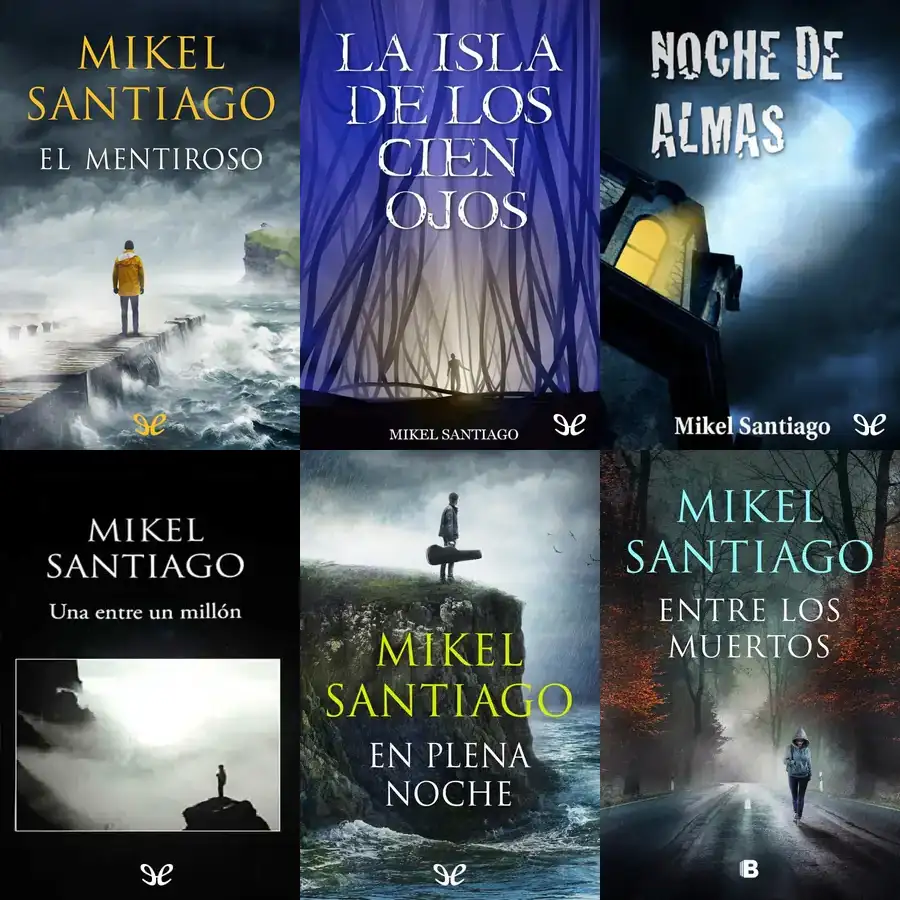 MIKEL
SANTIAGO
EL MENTIROSO
LA ISLA
DE LOS
CIEN
OJOS
MIKEL SANTIAGO
NOCHE DE
ALMAS
Mikel Santiago
MIKEL
SANTIAGO
Una entre un millón
MIKEL
SANTIAGO
EN PLENA
NOCHE
MIKEL
SANTIAGO
ENTRE LOS
MUERTOS
B